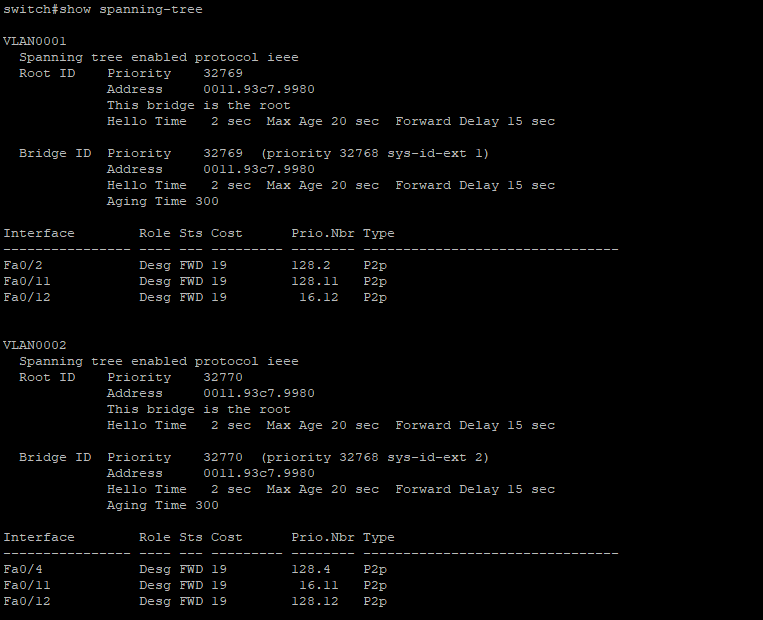 switch#show spanning-tree

VLAN0001
  Spanning tree enabled protocol ieee
  Root ID    Priority    32769
             Address     0011.93c7.9980
             This bridge is the root
             Hello Time   2 sec  Max Age 20 sec  Forward Delay 15 sec

  Bridge ID  Priority    32769  (priority 32768 sys-id-ext 1)
             Address     0011.93c7.9980
             Hello Time   2 sec  Max Age 20 sec  Forward Delay 15 sec
             Aging Time 300

Interface        Role Sts Cost      Prio.Nbr Type
---------------- ---- --- --------- -------- --------------------------------
Fa0/2            Desg FWD 19        128.2    P2p
Fa0/11           Desg FWD 19        128.11   P2p
Fa0/12           Desg FWD 19         16.12   P2p

VLAN0002
  Spanning tree enabled protocol ieee
  Root ID    Priority    32770
             Address     0011.93c7.9980
             This bridge is the root
             Hello Time   2 sec  Max Age 20 sec  Forward Delay 15 sec

  Bridge ID  Priority    32770  (priority 32768 sys-id-ext 2)
             Address     0011.93c7.9980
             Hello Time   2 sec  Max Age 20 sec  Forward Delay 15 sec
             Aging Time 300

Interface        Role Sts Cost      Prio.Nbr Type
---------------- ---- --- --------- -------- --------------------------------
Fa0/4            Desg FWD 19        128.4    P2p
Fa0/11           Desg FWD 19         16.11   P2p
Fa0/12           Desg FWD 19        128.12   P2p